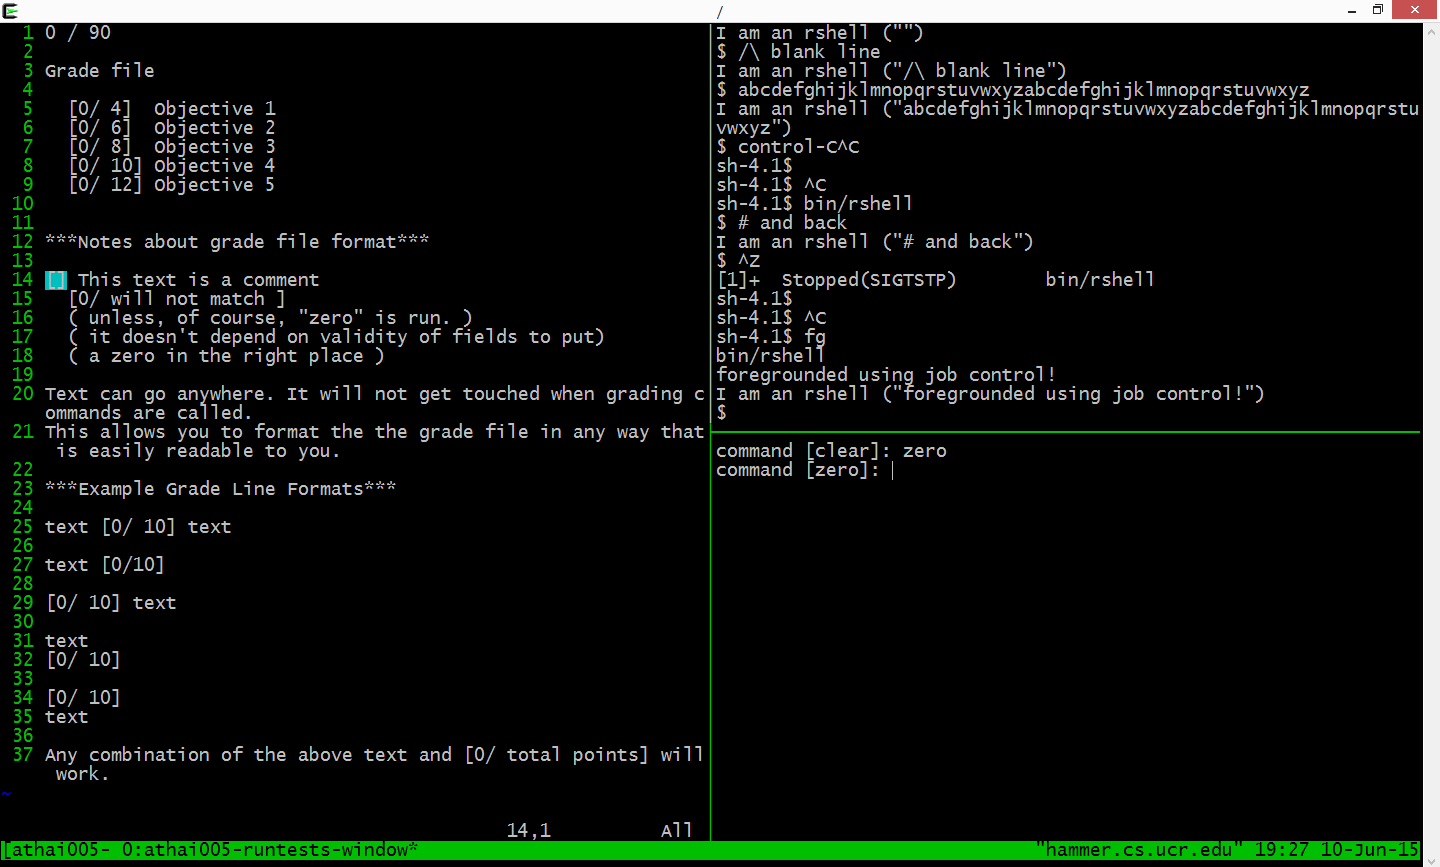 /
1 0 / 90
2
3 Grade file
4
5   [0/ 4]  Objective 1
6   [0/ 6]  Objective 2
7   [0/ 8]  Objective 3
8   [0/ 10] Objective 4
9   [0/ 12] Objective 5
10
11
12 ***Notes about grade file format***
13
14 [] This text is a comment
15   [0/ will not match ]
16   ( unless, of course, "zero" is run. )
17   ( it doesn't depend on validity of fields to put)
18   ( a zero in the right place )
19
20 Text can go anywhere. It will not get touched when grading c
ommands are called.
21 This allows you to format the the grade file in any way that
 is easily readable to you.
22
23 ***Example Grade Line Formats***
24
25 text [0/ 10] text
26
27 text [0/10]
28
29 [0/ 10] text
30
31 text
32 [0/ 10]
33
34 [0/ 10]
35 text
36
37 Any combination of the above text and [0/ total points] will
 work.
~
14,1          All
I am an rshell ("")
$ /\ blank line
I am an rshell ("/\ blank line")
$ abcdefghijklmnopqrstuvwxyzabcdefghijklmnopqrstuvwxyz
I am an rshell ("abcdefghijklmnopqrstuvwxyzabcdefghijklmnopqrstu
vwxyz")
$ control-C^C
sh-4.1$
sh-4.1$ ^C
sh-4.1$ bin/rshell
$ # and back
I am an rshell ("# and back")
$ ^Z
[1]+  Stopped(SIGTSTP)        bin/rshell
sh-4.1$
sh-4.1$ ^C
sh-4.1$ fg
bin/rshell
foregrounded using job control!
I am an rshell ("foregrounded using job control!")
$
command [clear]: zero
command [zero]:
[athai005- 0:athai005-runtests-window*
"hammer.cs.ucr.edu" 19:27 10-Jun-15